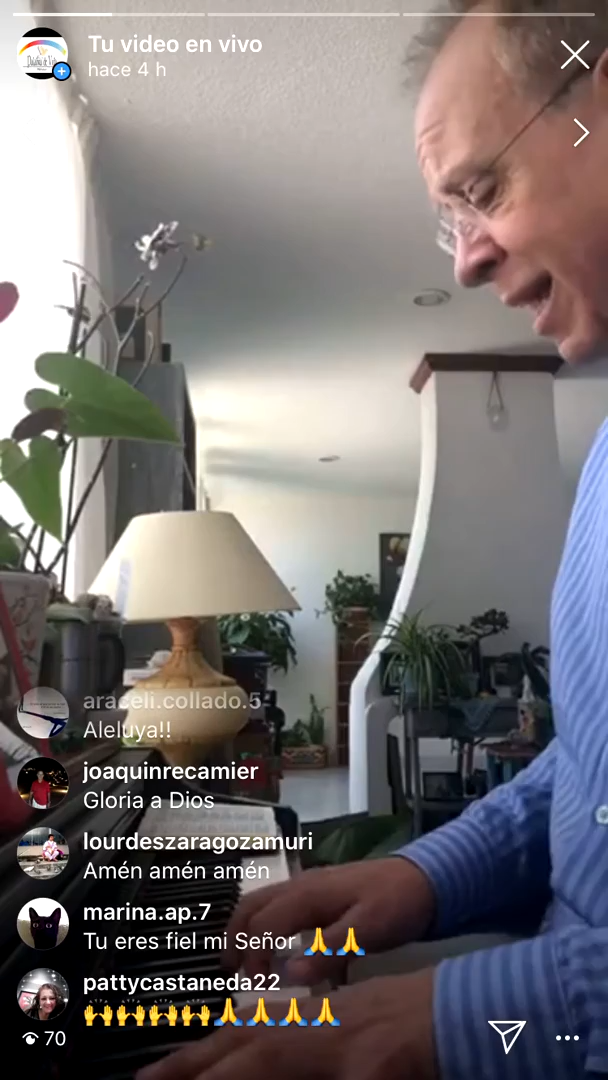 Tu video en vivo
hace 4 h
araceli.collado.5
Aleluya!!
joaquinrecamier
Gloria a Dios
lourdeszaragozamuri
Amén amén amén
marina.ap.7
Tu eres fiel mi Señor 🙏🙏
pattycastaneda22
🙌🙌🙌🙌🙏🙏🙏🙏
70